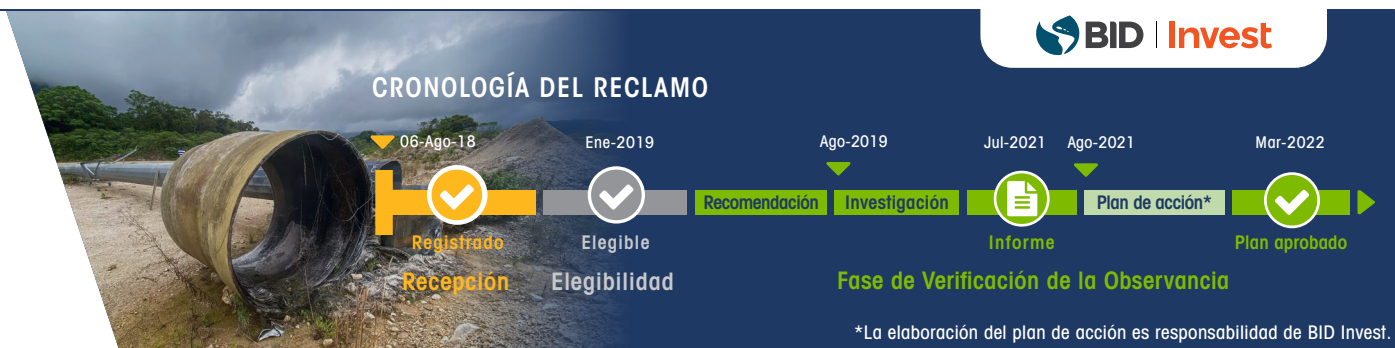 BID | Invest
CRONOLOGÍA DEL RECLAMO
06-Ago-18
Ene-2019
Ago-2019
Jul-2021
Ago-2021
Mar-2022
Recomendación
Investigación
Plan de acción*
Registrado
Elegible
Informe
Plan aprobado
Recepción
Elegibilidad
Fase de Verificación de la Observancia
*La elaboración del plan de acción es responsabilidad de BID Invest.